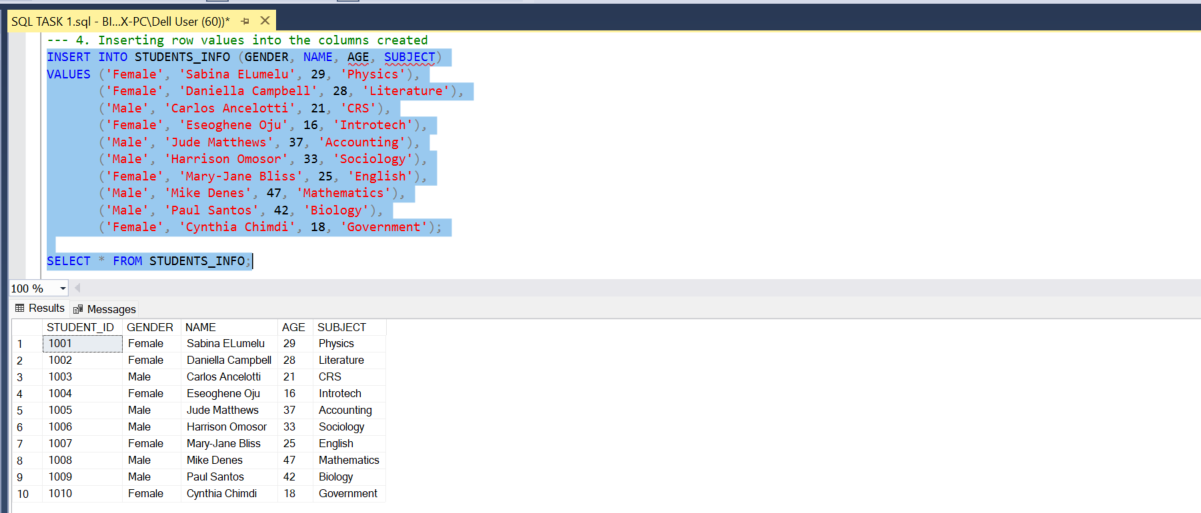 SQL TASK 1.sql - BI...X-PC\Dell User (60))*
--- 4. Inserting row values into the columns created
INSERT INTO STUDENTS_INFO (GENDER, NAME, AGE, SUBJECT)
VALUES ('Female', 'Sabina ELumelu', 29, 'Physics'),
('Female', 'Daniella Campbell', 28, 'Literature'),
('Male', 'Carlos Ancelotti', 21, 'CRS'),
('Female', 'Eseoghene Oju', 16, 'Introtech'),
('Male', 'Jude Matthews', 37, 'Accounting'),
('Male', 'Harrison Omosor', 33, 'Sociology'),
('Female', 'Mary-Jane Bliss', 25, 'English'),
('Male', 'Mike Denes', 47, 'Mathematics'),
('Male', 'Paul Santos', 42, 'Biology'),
('Female', 'Cynthia Chimdi', 18, 'Government');
SELECT * FROM STUDENTS_INFO;
100 %
Results Messages
STUDENT_ID GENDER NAME AGE SUBJECT
1 1001 Female Sabina ELumelu 29 Physics
2 1002 Female Daniella Campbell 28 Literature
3 1003 Male Carlos Ancelotti 21 CRS
4 1004 Female Eseoghene Oju 16 Introtech
5 1005 Male Jude Matthews 37 Accounting
6 1006 Male Harrison Omosor 33 Sociology
7 1007 Female Mary-Jane Bliss 25 English
8 1008 Male Mike Denes 47 Mathematics
9 1009 Male Paul Santos 42 Biology
10 1010 Female Cynthia Chimdi 18 Government